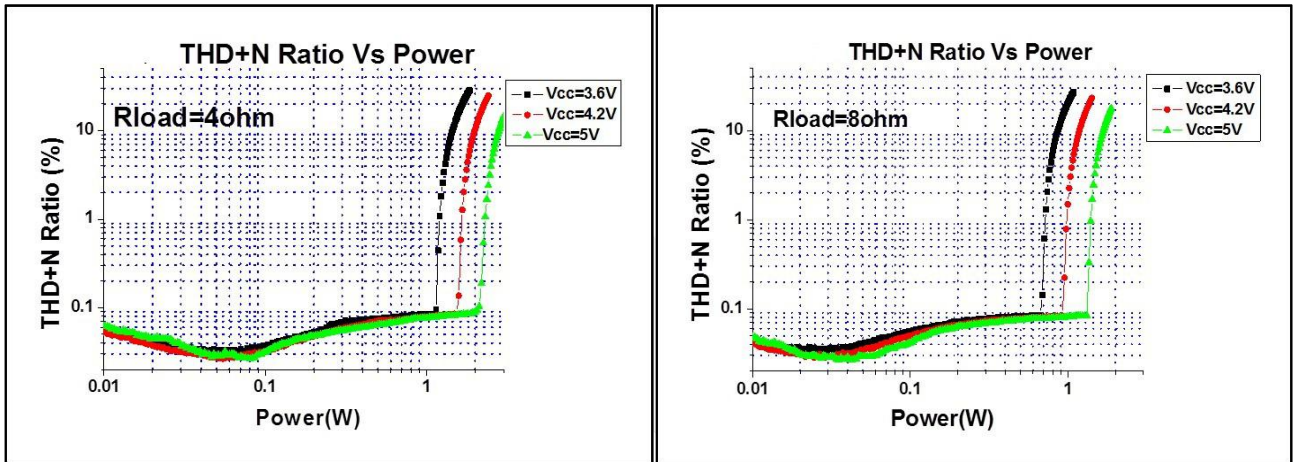 THD+N Ratio Vs Power
Rload=4ohm
Vcc=3.6V
Vcc=4.2V
Vcc=5V
THD+N Ratio (%)
10
1
0.1
0.01
0.1
1
Power(W)
THD+N Ratio Vs Power
Rload=8ohm
Vcc=3.6V
Vcc=4.2V
Vcc=5V
THD+N Ratio (%)
10
1
0.1
0.01
0.1
1
Power(W)